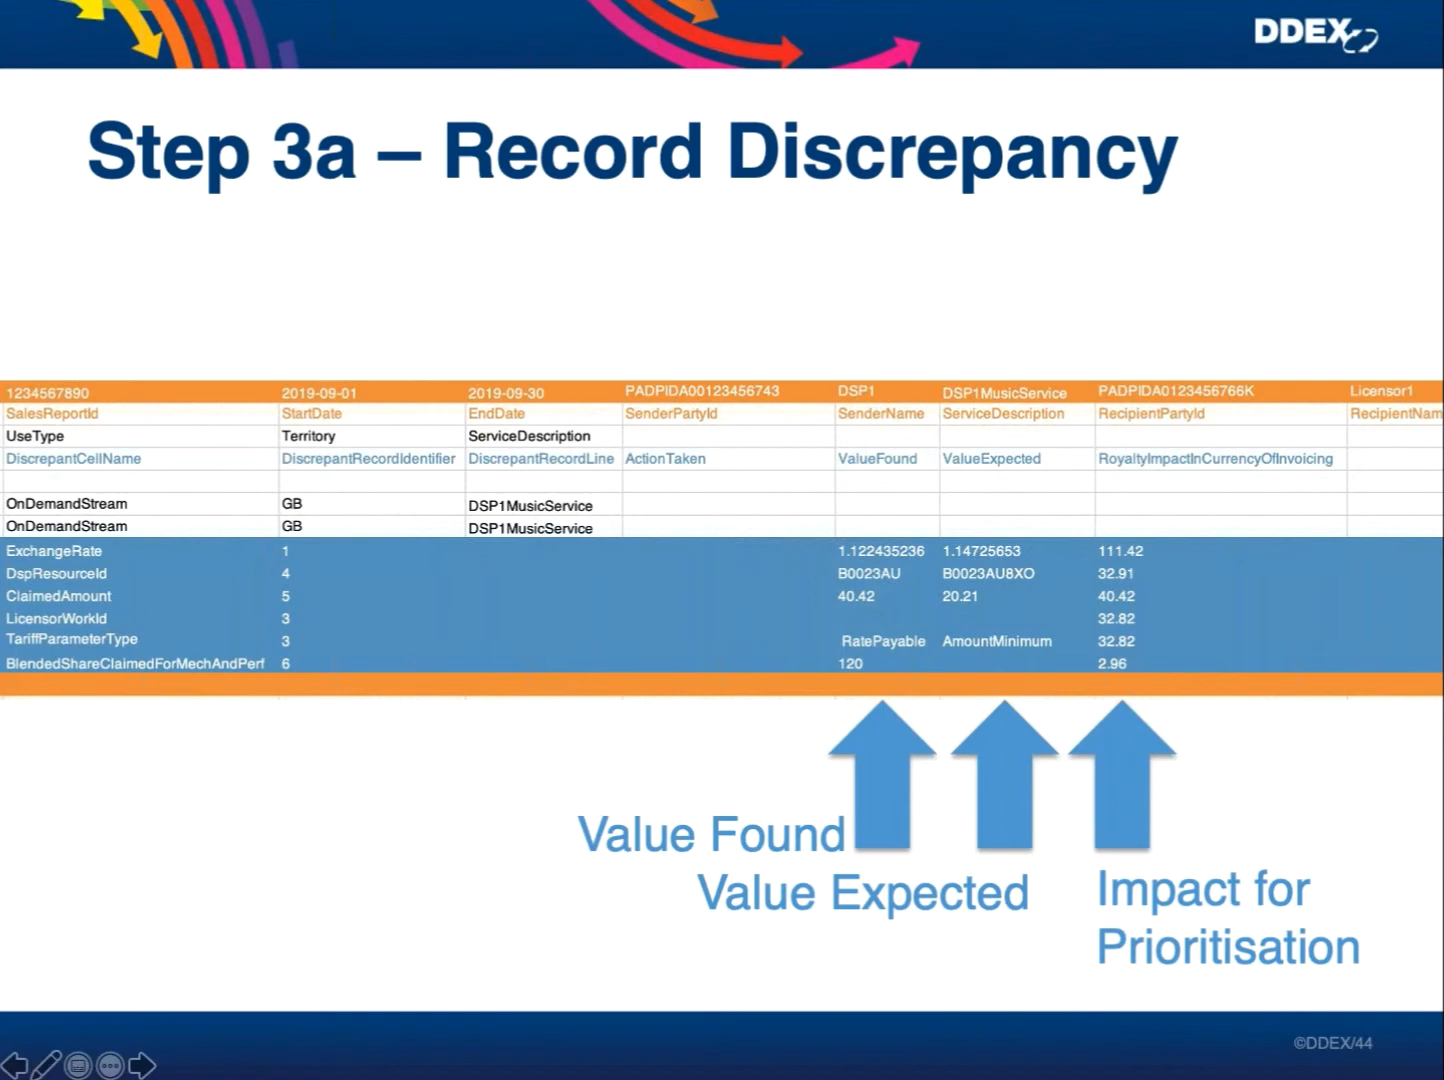 DDEX
Step 3a – Record Discrepancy
1234567890 2019-09-01 2019-09-30 PADPIDA00123456743 DSP1 DSP1MusicService PADPIDA0123456766K Licensor1
SalesReportId StartDate EndDate SenderPartyId SenderName ServiceDescription RecipientPartyId RecipientNam
UseType Territory ServiceDescription
DiscrepantCellName DiscrepantRecordIdentifier DiscrepantRecordLine ActionTaken ValueFound ValueExpected RoyaltyImpactInCurrencyOfInvoicing
OnDemandStream GB DSP1MusicService
OnDemandStream GB DSP1MusicService
ExchangeRate 1 1.122435236 1.14725653 111.42
DspResourceId 4 B0023AU B0023AU8XO 32.91
ClaimedAmount 5 40.42 20.21 40.42
LicensorWorkId 3 32.82
TariffParameterType 3 RatePayable AmountMinimum 32.82
BlendedShareClaimedForMechAndPerf 6 120 2.96
Value Found
Value Expected
Impact for
Prioritisation
©DDEX/44